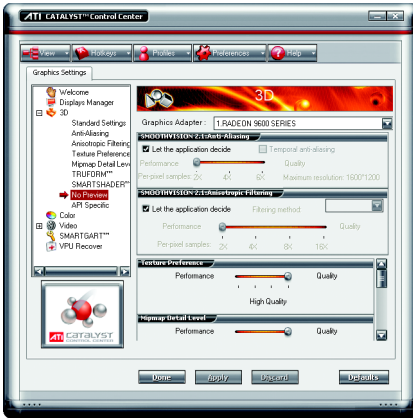 ATI CATALYST™ Control Center
View Hotkeys Profiles Preferences Help
Graphics Settings
Welcome
Displays Manager
3D
Standard Settings
Anti-Aliasing
Anisotropic Filtering
Texture Preference
Mipmap Detail Leve
TRUFORM™
SMARTSHADER™
No Preview
API Specific
Color
Video
SMARTGART™
VPU Recover
ATI CATALYST
CONTROL CENTER
3D
Graphics Adapter : 1.RADEON 9600 SERIES
SMOOTHVISION 2.1:Anti-Aliasing
Let the application decide Temporal anti-aliasing
Performance Quality
Per-pixel samples: 2X 4X 6X Maximum resolution: 1600*1200
SMOOTHVISION 2.1:Anisotropic Filtering
Let the application decide Filtering method
Performance Quality
Per-pixel samples: 2X 4X 8X 16X
Texture Preference
Performance Quality
High Quality
Mipmap Detail Level
Performance Quality
Done Apply Discard Defaults